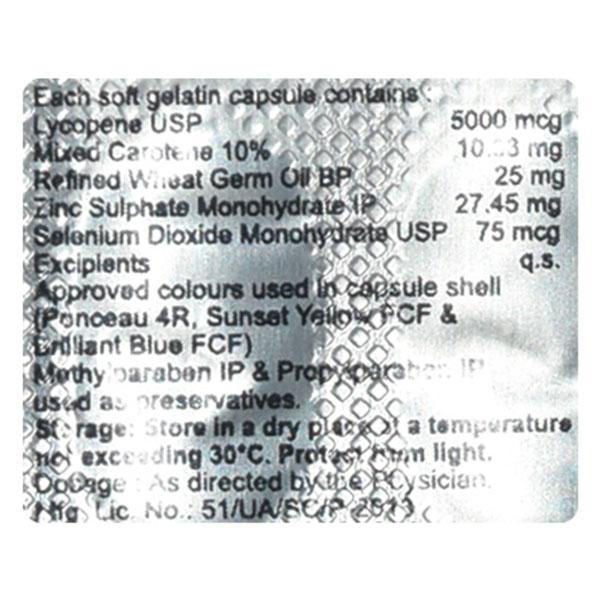 Each soft gelatin capsule contains :
Lycopene USP 5000 mcg
Mixed Carotene 10% mg
Refined Wheat Germ Oil BP 25 mg
Zinc Sulphate Monohydrate IP 27.45 mg
Selenium Dioxide Monohydrate USP 75 mcg
Excipients q.s.
Approved colours used in capsule shell
(Ponceau 4R, Sunset Yellow FCF &
Brilliant Blue FCF)
Methylparaben IP & Propylparaben IP
used as preservatives.
Storage: Store in a dry place at a temperature
not exceeding 30°C. Protect from light.
Dosage : As directed by the Physician.
Mfg. Lic. No.: 51/UA/SC/P-2013